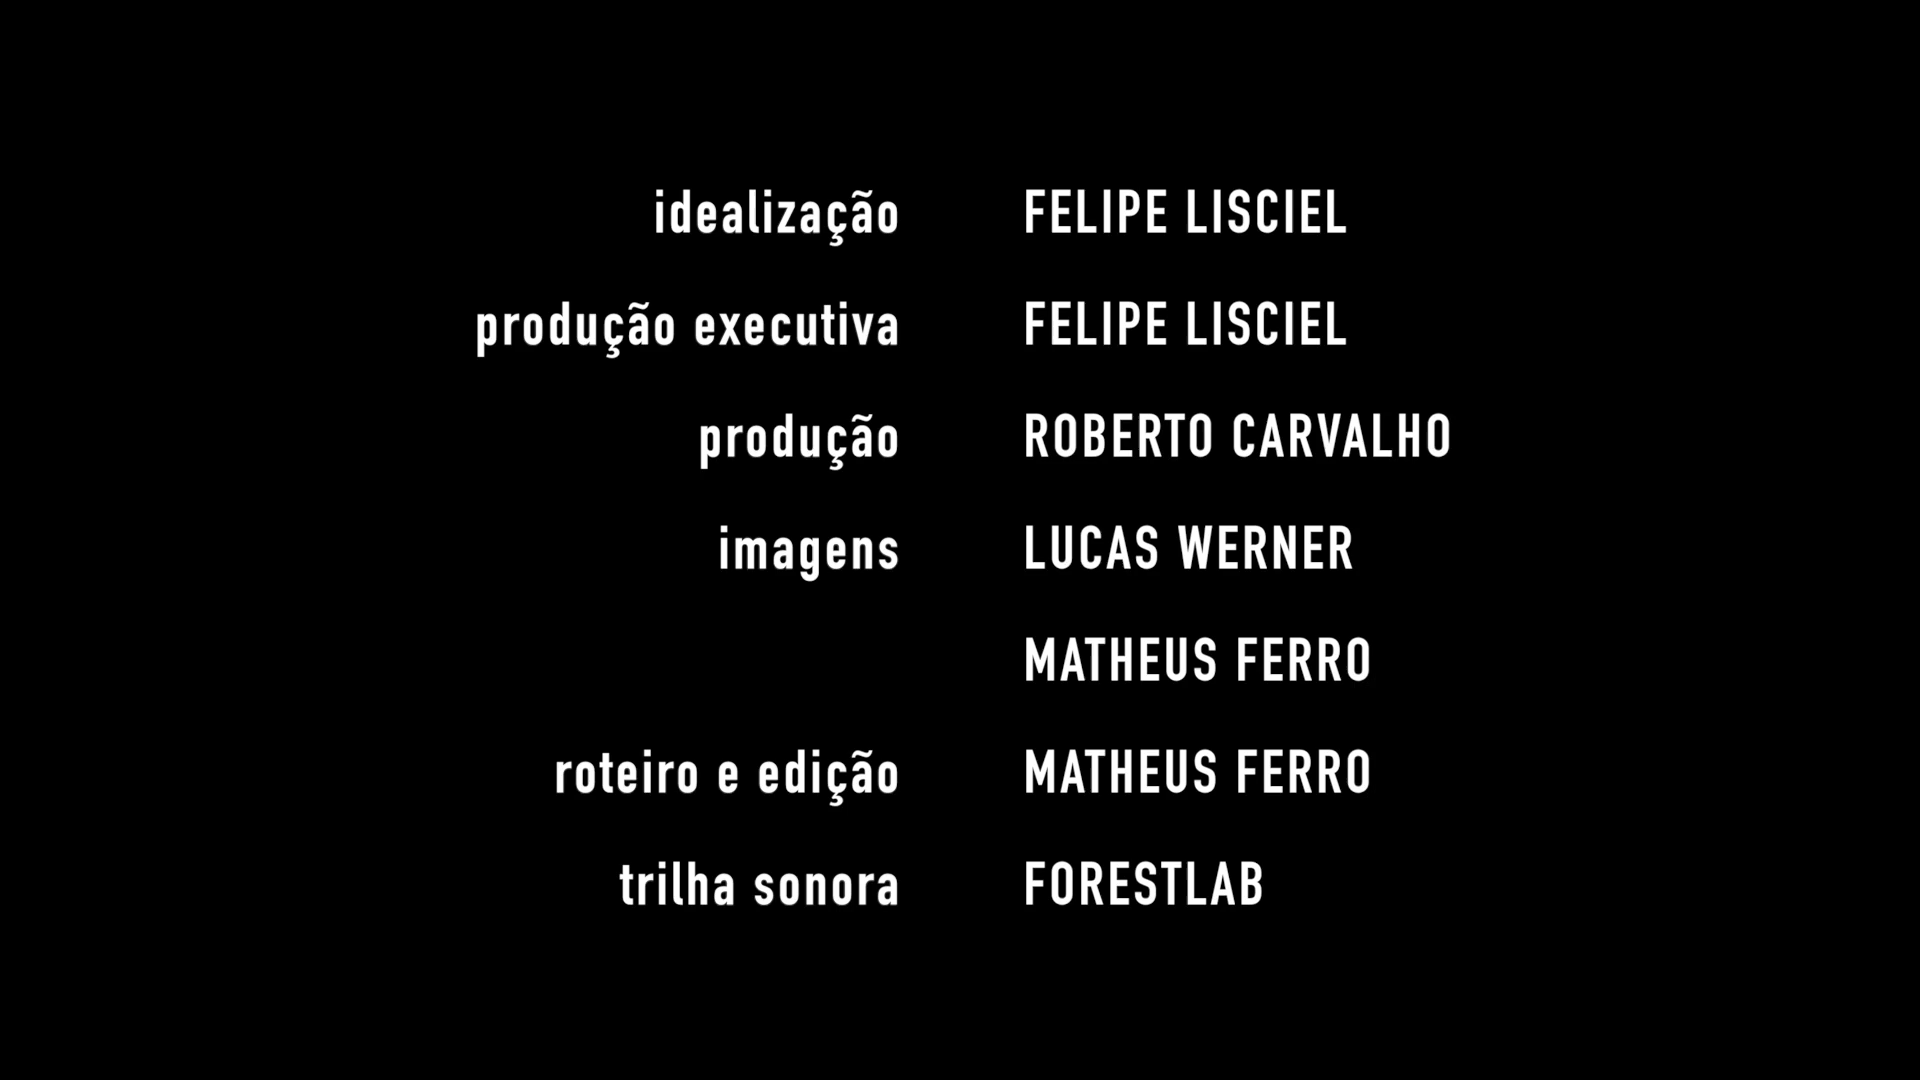 idealização FELIPE LISCIEL
produção executiva FELIPE LISCIEL
produção ROBERTO CARVALHO
imagens LUCAS WERNER
MATHEUS FERRO
roteiro e edição MATHEUS FERRO
trilha sonora FORESTLAB